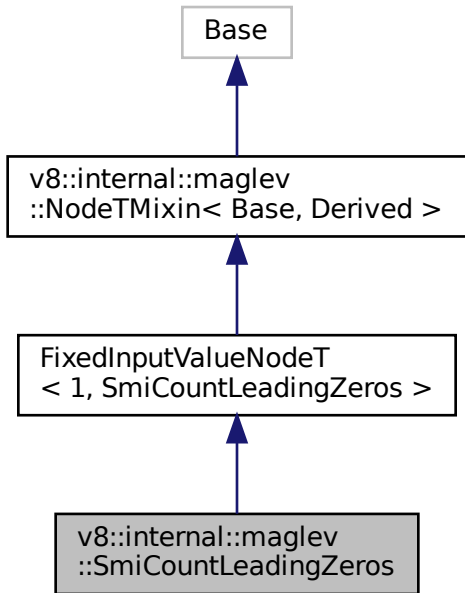 Base
v8::internal::maglev
::NodeTMixin< Base, Derived >
FixedInputValueNodeT
< 1, SmiCountLeadingZeros >
v8::internal::maglev
::SmiCountLeadingZeros